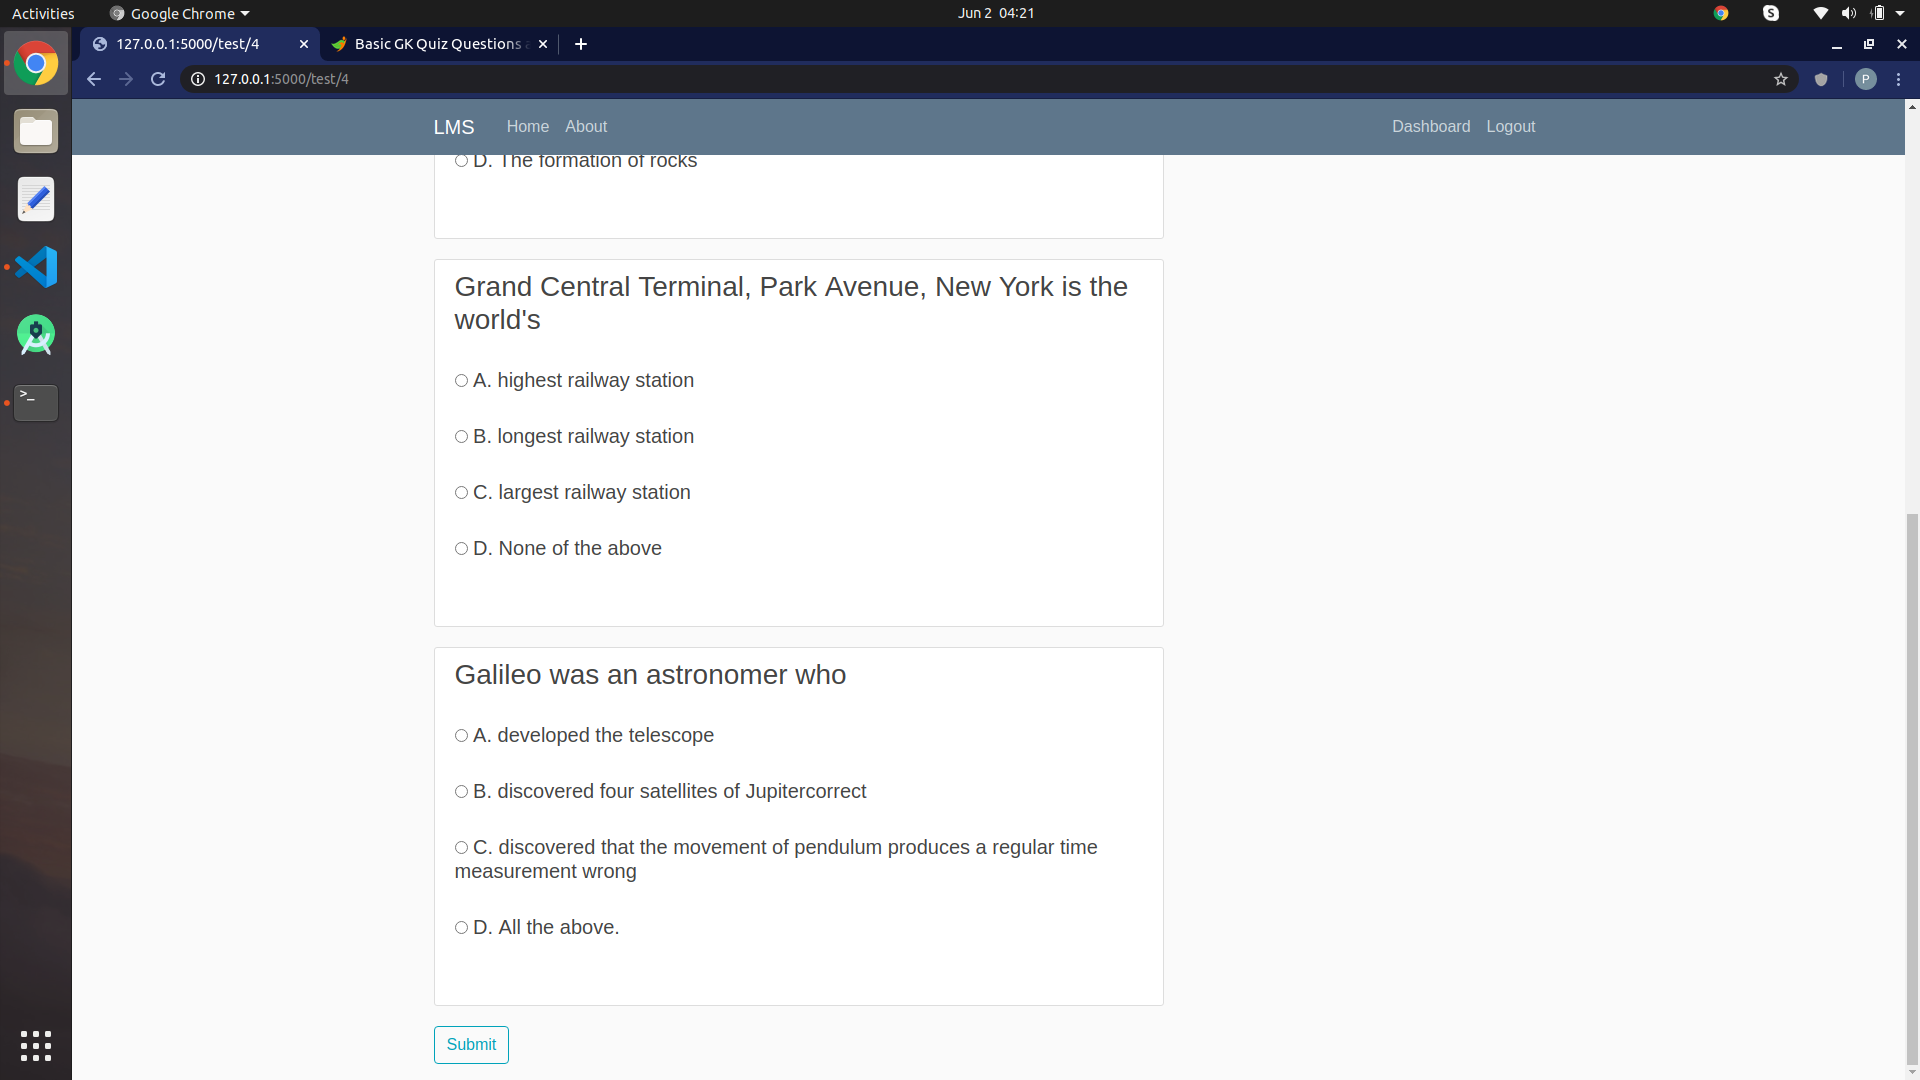 Activities
Google Chrome
Jun 2 04:21
127.0.0.1:5000/test/4
Basic GK Quiz Questions a
127.0.0.1:5000/test/4
P
LMS
Home
About
Dashboard
Logout
D. The formation of rocks
Grand Central Terminal, Park Avenue, New York is the
world's
A. highest railway station
B. longest railway station
C. largest railway station
D. None of the above
Galileo was an astronomer who
A. developed the telescope
B. discovered four satellites of Jupitercorrect
C. discovered that the movement of pendulum produces a regular time
measurement wrong
D. All the above.
Submit